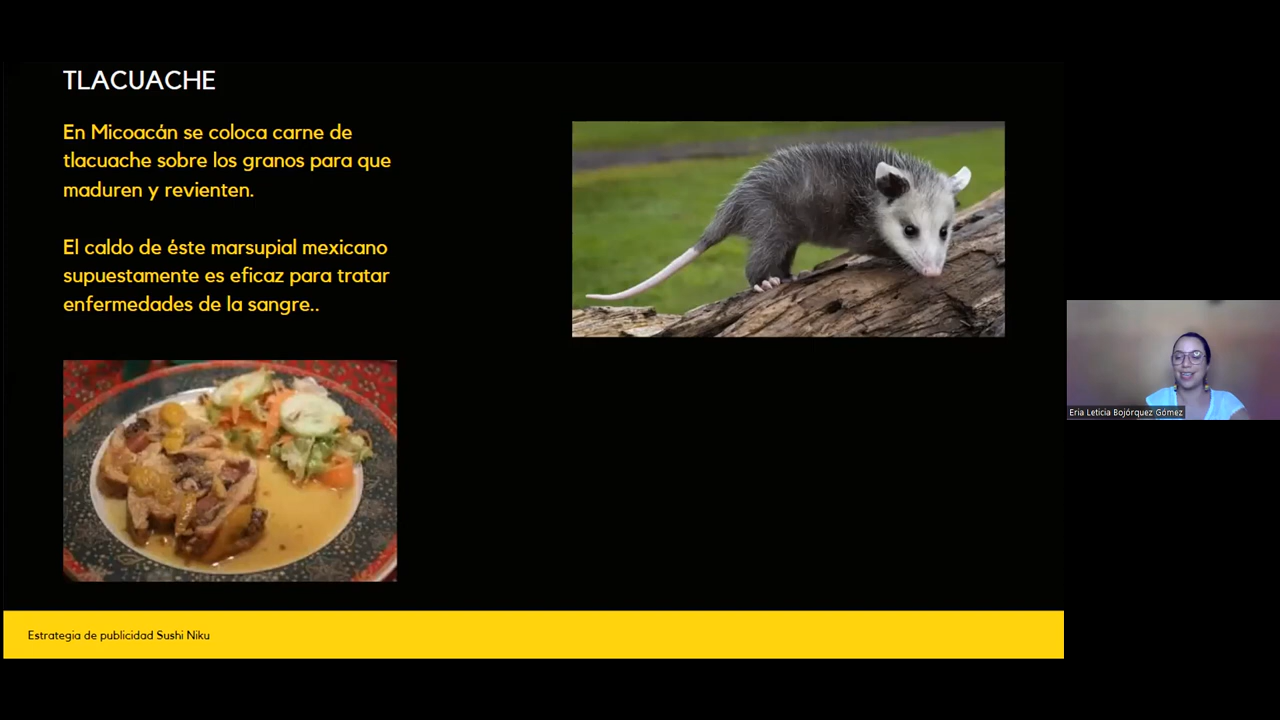 TLACUACHE
En Micoacán se coloca carne de
tlacuache sobre los granos para que
maduren y revienten.
El caldo de éste marsupial mexicano
supuestamente es eficaz para tratar
enfermedades de la sangre..
Eria Leticia Bojórquez Gómez
Estrategia de publicidad Sushi Niku